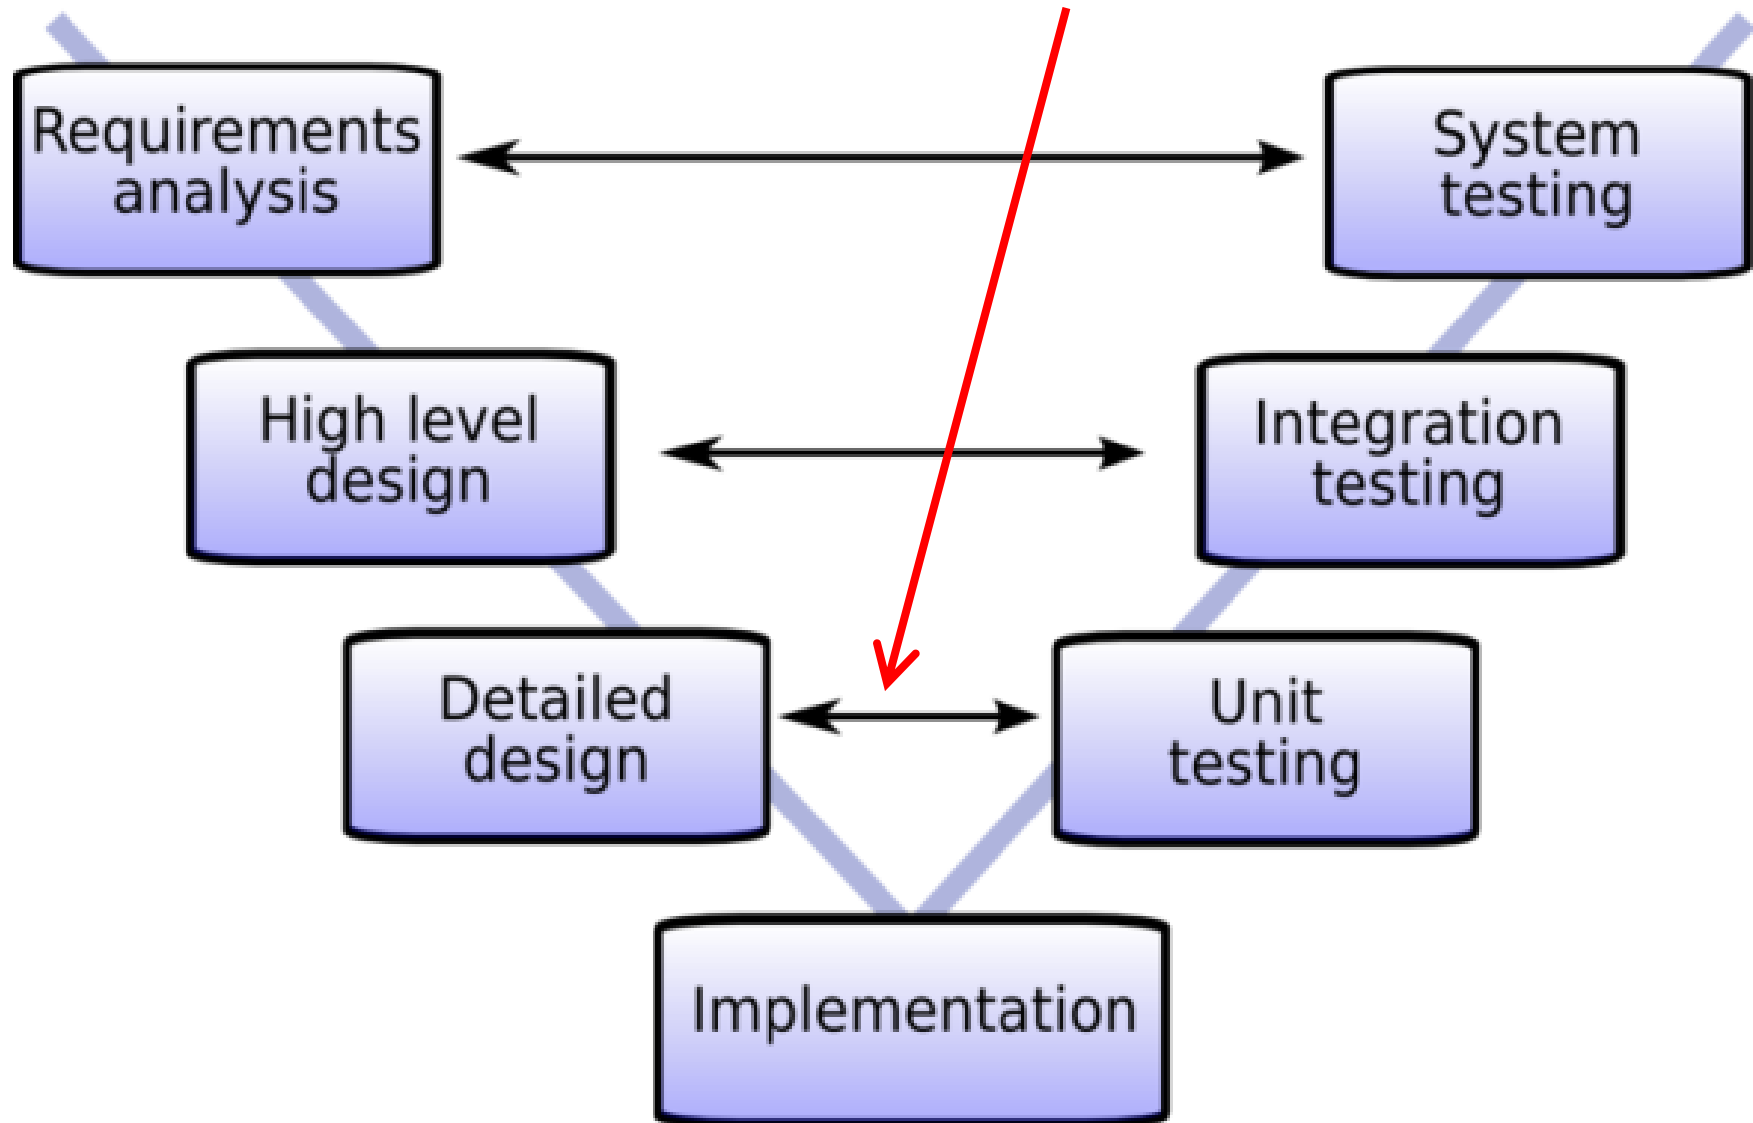 Requirements
analysis
System
testing
High level
design
Integration
testing
Detailed
design
Unit
testing
Implementation